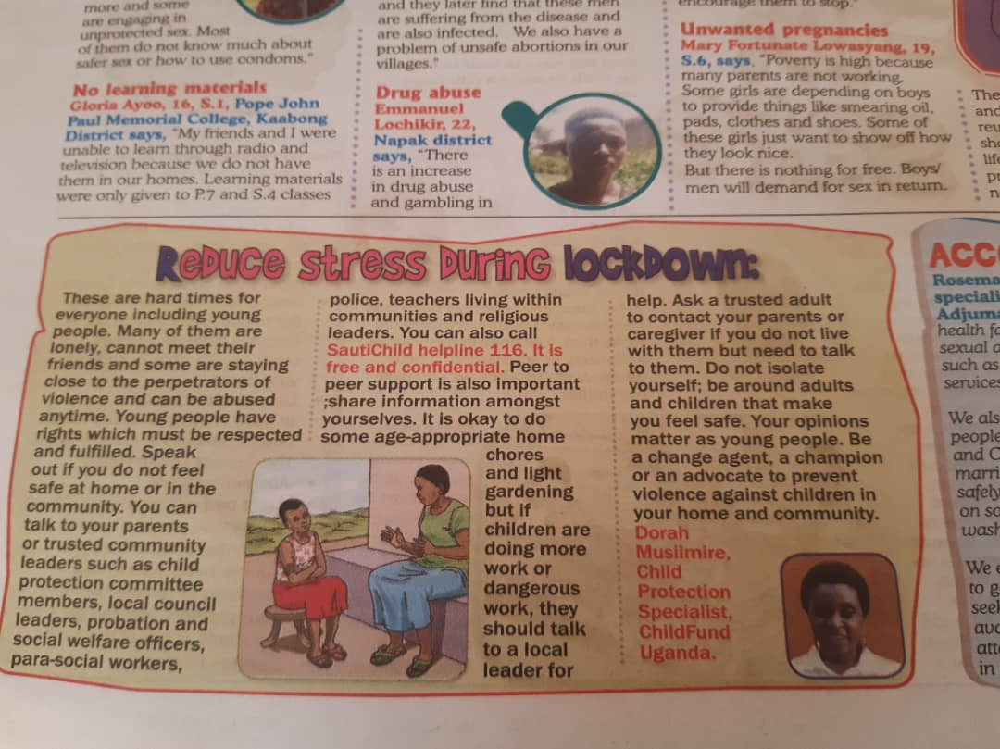 more and some
are engaging in
unprotected sex. Most
of them do not know much about
safer sex or how to use condoms."
No learning materials
Gloria Ayoo, 16, S.1, Pope John
Paul Memorial College, Kaabong
District says, "My friends and I were
unable to learn through radio and
television because we do not have
them in our homes. Learning materials
were only given to P.7 and S.4 classes
and they later find that these men
are suffering from the disease and
are also infected. We also have a
problem of unsafe abortions in our
villages."
Drug abuse
Emmanuel
Lochikir, 22,
Napak district
says, "There
is an increase
in drug abuse
and gambling in
encourage them to stop."
Unwanted pregnancies
Mary Fortunate Lowasyang, 19,
S.6, says, "Poverty is high because
many parents are not working.
Some girls are depending on boys
to provide things like smearing oil,
pads, clothes and shoes. Some of
these girls just want to show off how
they look nice.
But there is nothing for free. Boys/
men will demand for sex in return.
The
and
reu
sho
life
pr
n
Reduce stress during lockdown:
These are hard times for
everyone including young
people. Many of them are
lonely, cannot meet their
friends and some are staying
close to the perpetrators of
violence and can be abused
anytime. Young people have
rights which must be respected
and fulfilled. Speak
out if you do not feel
safe at home or in the
community. You can
talk to your parents
or trusted community
leaders such as child
protection committee
members, local council
leaders, probation and
social welfare officers,
para-social workers,
police, teachers living within
communities and religious
leaders. You can also call
SautiChild helpline 116. It is
free and confidential. Peer to
peer support is also important
;share information amongst
yourselves. It is okay to do
some age-appropriate home
chores
and light
gardening
but if
children are
doing more
work or
dangerous
work, they
should talk
to a local
leader for
help. Ask a trusted adult
to contact your parents or
caregiver if you do not live
with them but need to talk
to them. Do not isolate
yourself; be around adults
and children that make
you feel safe. Your opinions
matter as young people. Be
a change agent, a champion
or an advocate to prevent
violence against children in
your home and community.
Dorah
Musiimire,
Child
Protection
Specialist,
ChildFund
Uganda.
ACC
Rosema
speciali
Adjuma
health fo
sexual a
such as
services
We als
people
and C
marri
safely
on so
wash
We e
to g
seek
avo
att
in